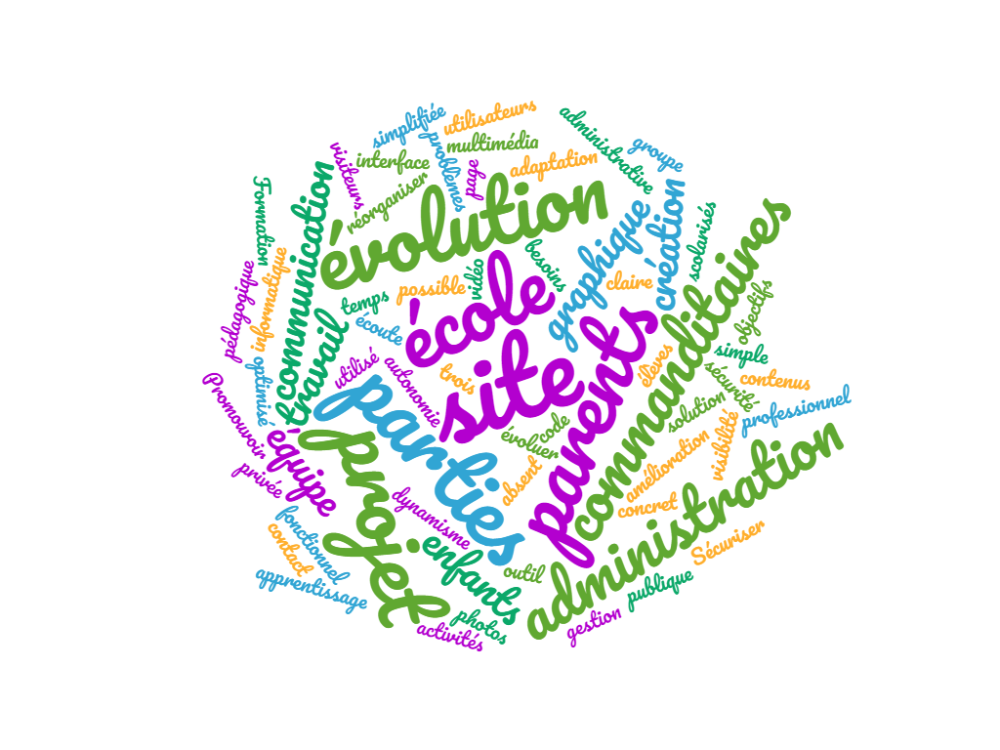 simplifiée
utilisateurs
administrative
groupe
visiteurs
interface
problèmes
multimédia
page
adaptation
réorganiser
Formation
communication
évolution
graphique
création
scolarisés
commanditaires
pédagogique
informatique
temps
possible
vidéo
besoins
claire
objectifs
écoute
école
travail
optimisé
utilisé
autonomie
trois
site
parents
élèves
simple
sécurité
contenus
Promouvoir
équipe
parties
évoluer
code
solution
visibilité
professionnel
privée
projet
absent
amélioration
concret
administration
fonctionnel
contact
apprentissage
dynamisme
enfants
outil
Sécuriser
publique
photos
activités
gestion